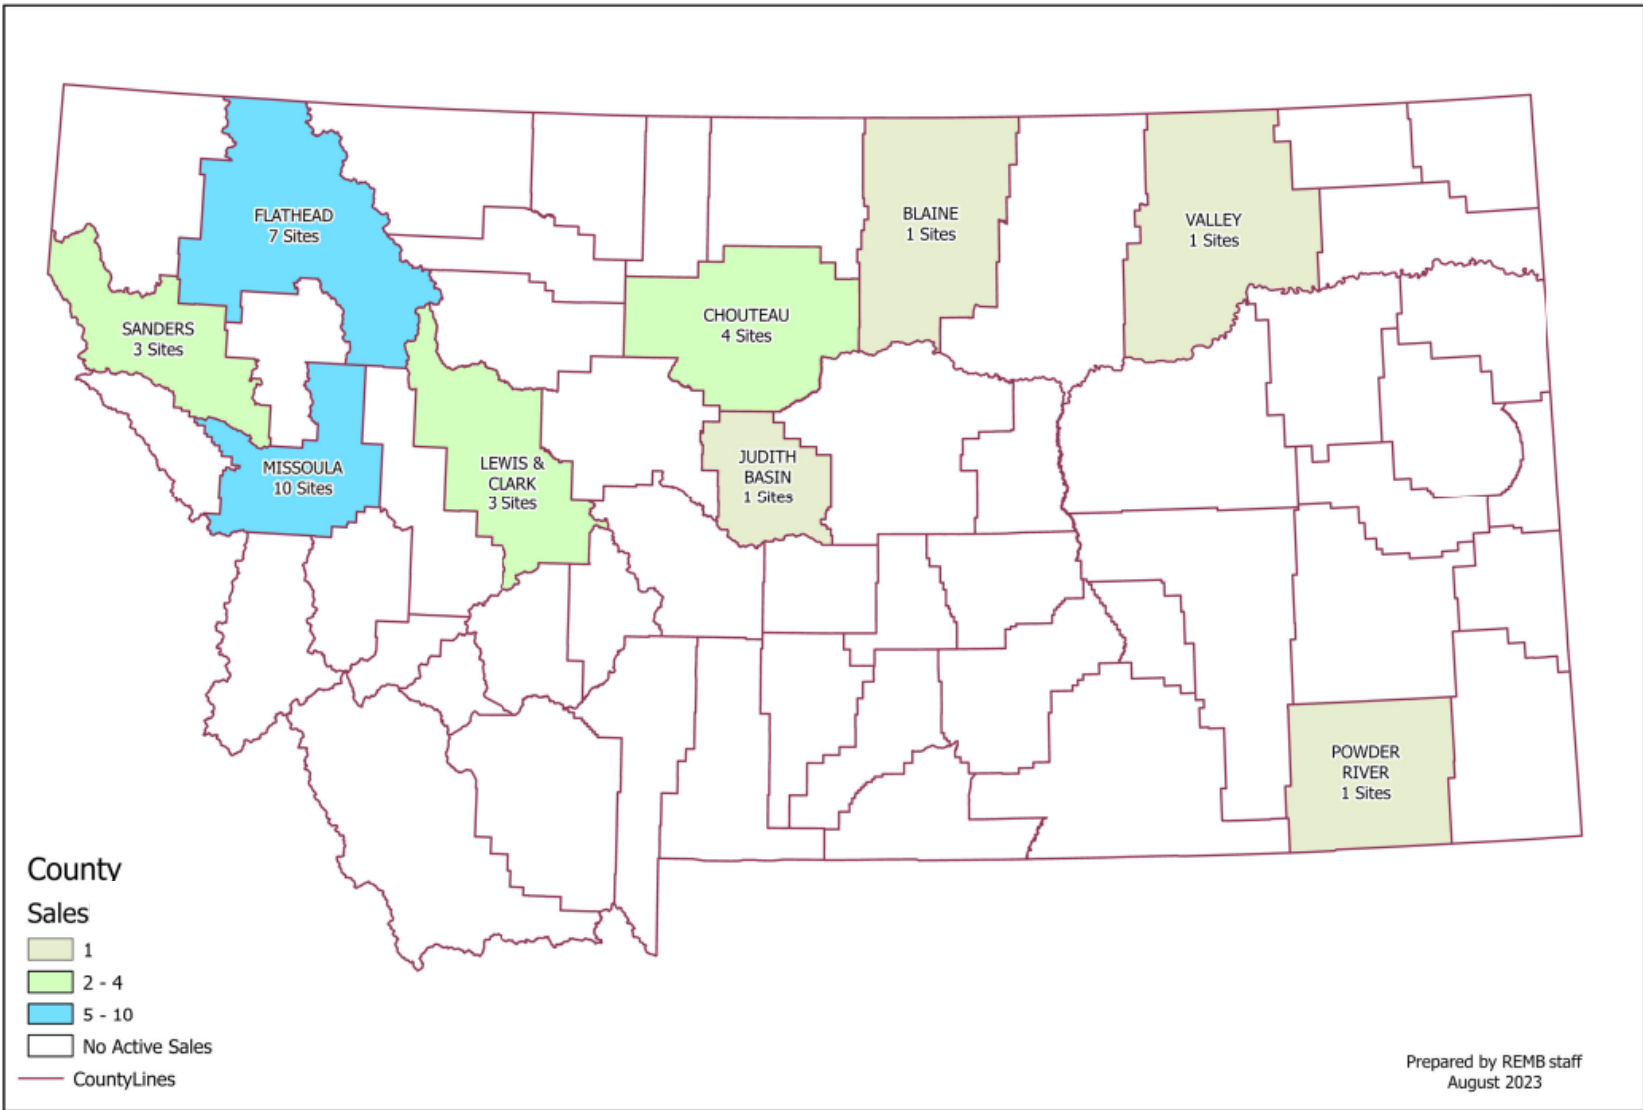 FLATHEAD
7 Sites
BLAINE
1 Sites
VALLEY
1 Sites
SANDERS
3 Sites
CHOUTEAU
4 Sites
MISSOULA
10 Sites
LEWIS &
CLARK
3 Sites
JUDITH
BASIN
1 Sites
POWDER
RIVER
1 Sites
County
Sales
1
2 - 4
5 - 10
No Active Sales
CountyLines
Prepared by REMB staff
August 2023